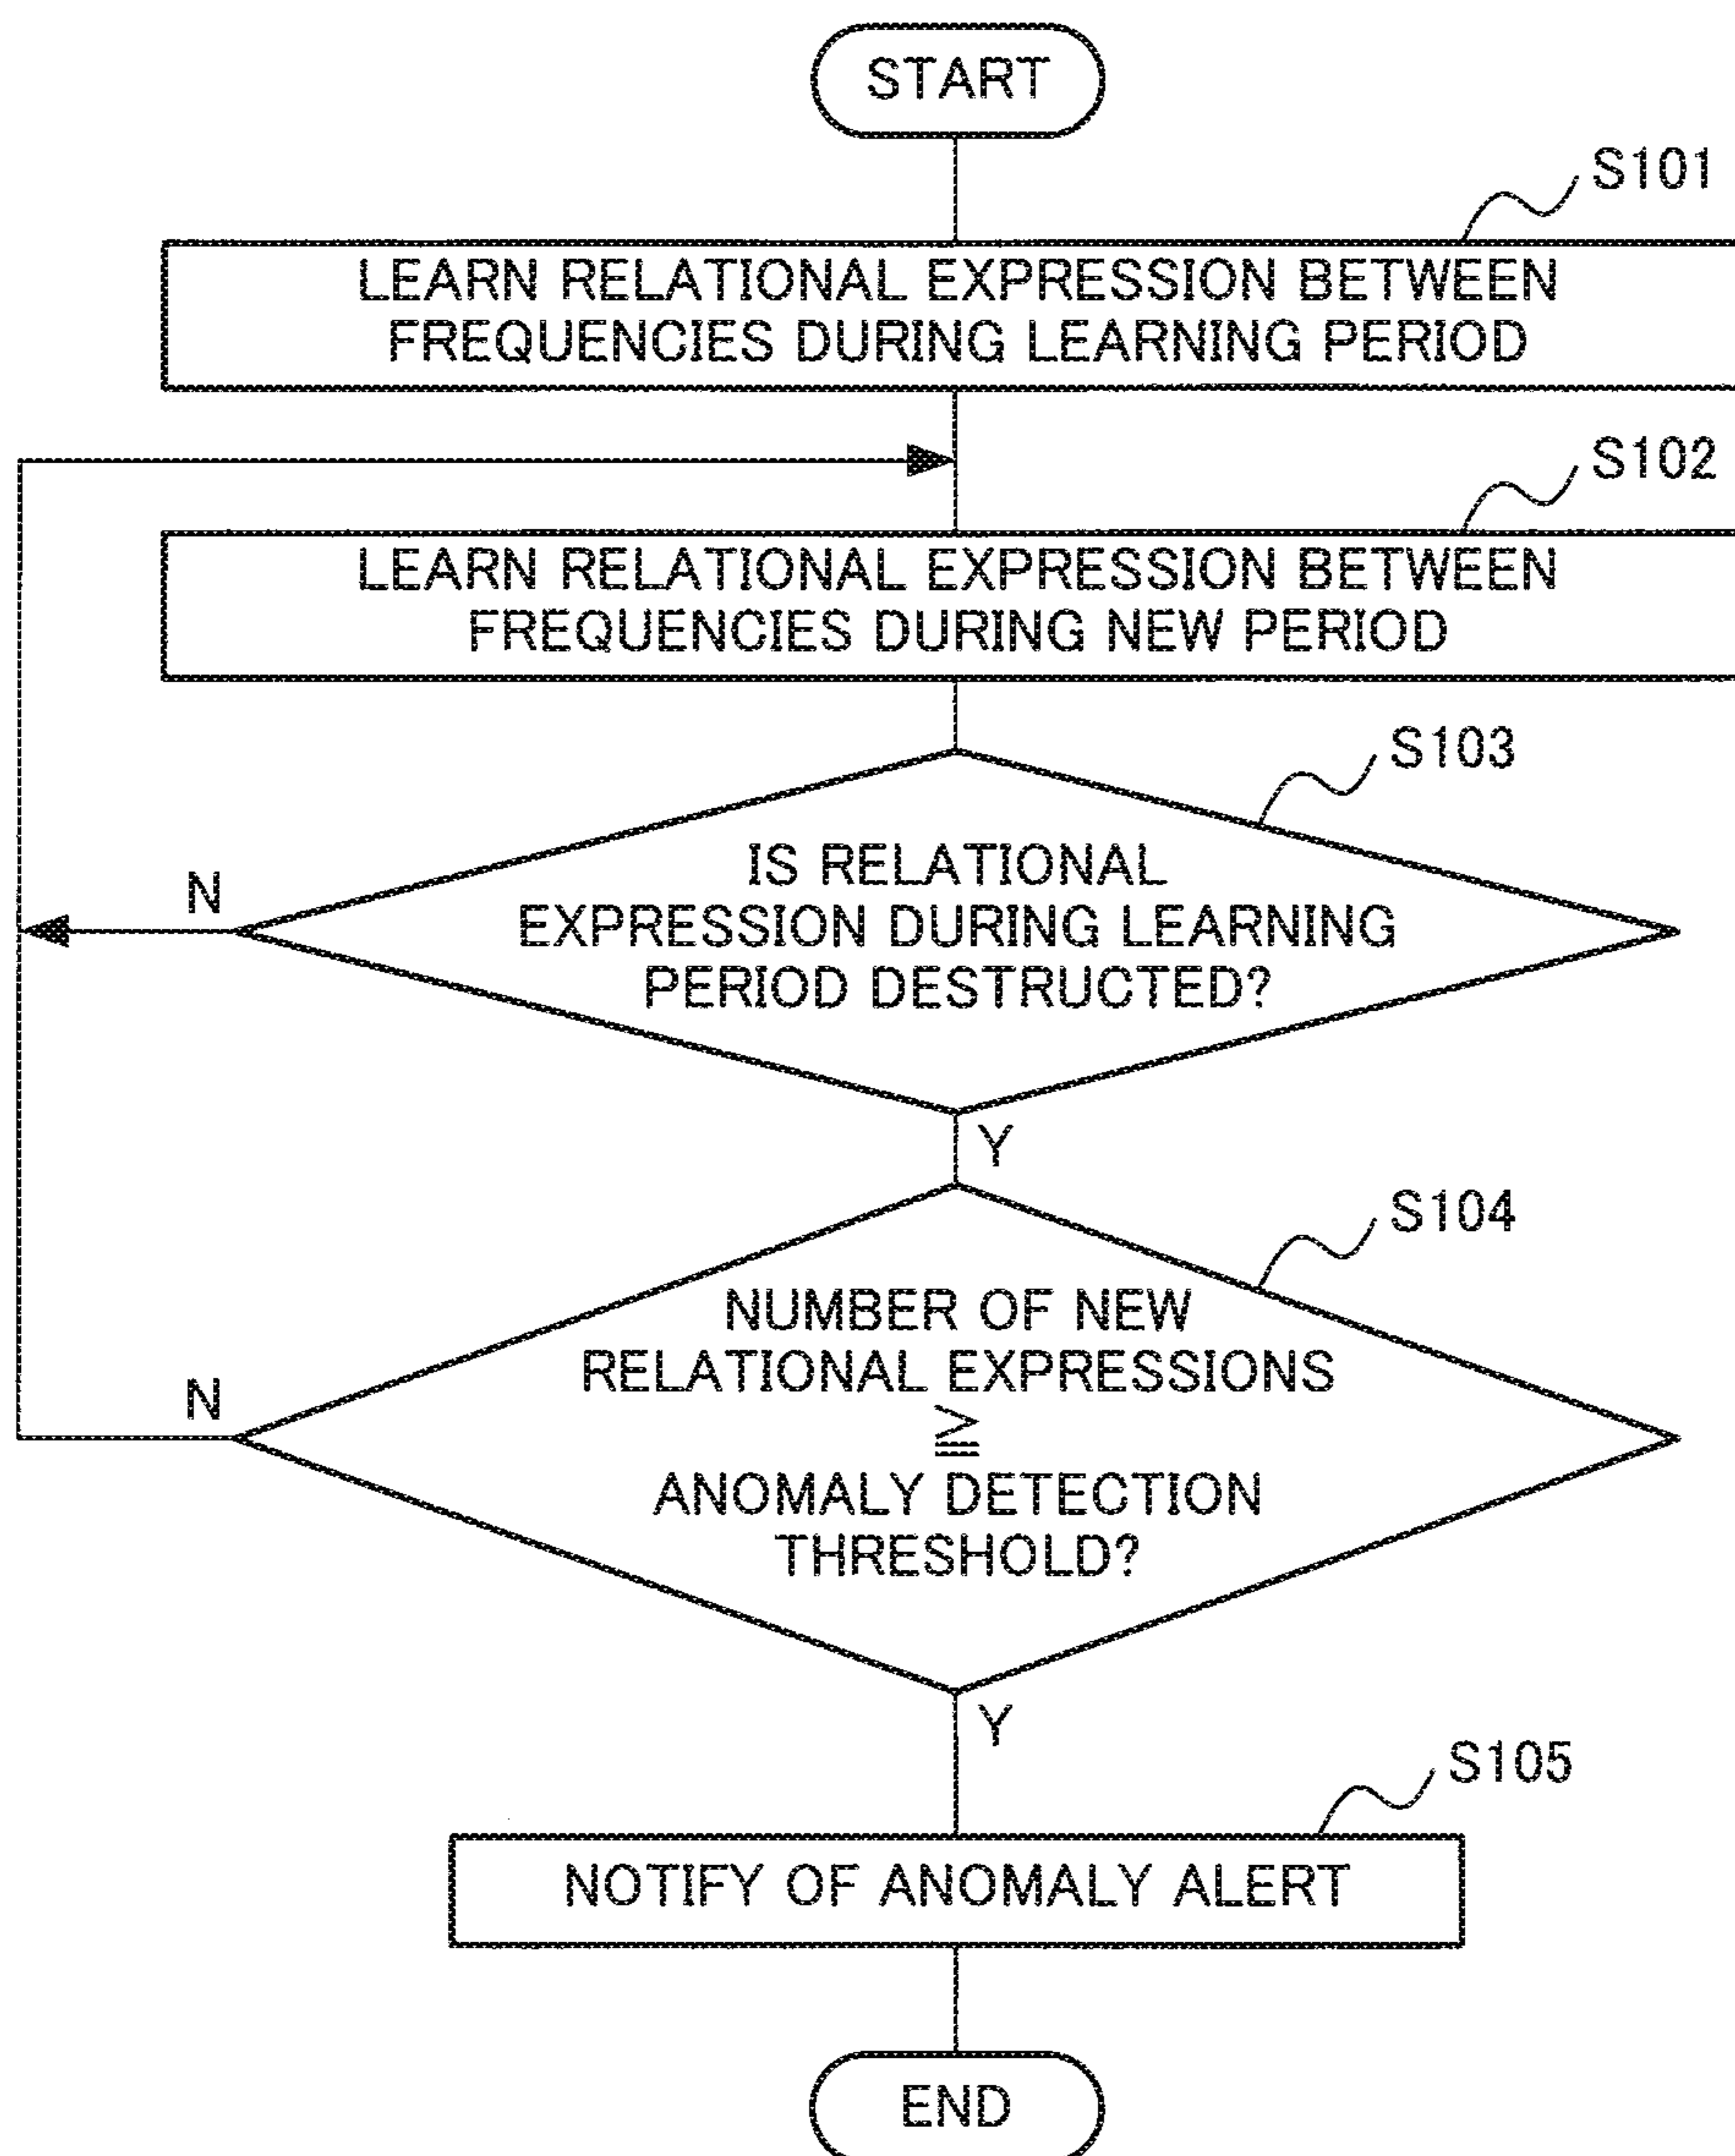 START
S101
LEARN RELATIONAL EXPRESSION BETWEEN
FREQUENCIES DURING LEARNING PERIOD
S102
LEARN RELATIONAL EXPRESSION BETWEEN
FREQUENCIES DURING NEW PERIOD
S103
IS RELATIONAL
EXPRESSION DURING LEARNING
PERIOD DESTRUCTED?
N
Y
S104
NUMBER OF NEW
RELATIONAL EXPRESSIONS
≧
ANOMALY DETECTION
THRESHOLD?
N
Y
S105
NOTIFY OF ANOMALY ALERT
END